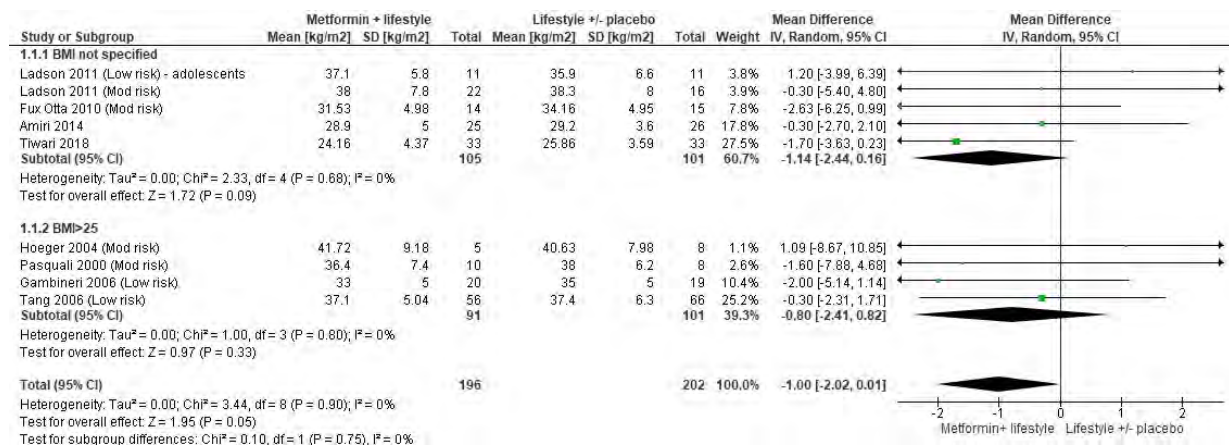 Metformin + lifestyle Lifestyle +/- placebo Mean Difference Mean Difference
Study or Subgroup Mean [kg/m2] SD [kg/m2] Total Mean [kg/m2] SD [kg/m2] Total Weight IV, Random, 95% CI IV, Random, 95% CI
1.1.1 BMI not specified
Ladson 2011 (Low risk) - adolescents 37.1 5.8 11 35.9 6.6 11 3.8% 1.20 [-3.99, 6.39]
Ladson 2011 (Mod risk) 38 7.8 22 38.3 8 16 3.9% -0.30 [-5.40, 4.80]
Fux Otta 2010 (Mod risk) 31.53 4.98 14 34.16 4.95 15 7.8% -2.63 [-6.25, 0.99]
Amiri 2014 28.9 5 25 29.2 3.6 26 17.8% -0.30 [-2.70, 2.10]
Tiwari 2018 24.16 4.37 33 25.86 3.59 33 27.5% -1.70 [-3.63, 0.23]
Subtotal (95% CI) 105 101 60.7% -1.14 [-2.44, 0.16]
Heterogeneity: Tau² = 0.00; Chi² = 2.33, df = 4 (P = 0.68); I² = 0%
Test for overall effect: Z = 1.72 (P = 0.09)
1.1.2 BMI>25
Hoeger 2004 (Mod risk) 41.72 9.18 5 40.63 7.98 8 1.1% 1.09 [-8.67, 10.85]
Pasquali 2000 (Mod risk) 36.4 7.4 10 38 6.2 8 2.6% -1.60 [-7.88, 4.68]
Gambineri 2006 (Low risk) 33 5 20 35 5 19 10.4% -2.00 [-5.14, 1.14]
Tang 2006 (Low risk) 37.1 5.04 56 37.4 6.3 66 25.2% -0.30 [-2.31, 1.71]
Subtotal (95% CI) 91 101 39.3% -0.80 [-2.41, 0.82]
Heterogeneity: Tau² = 0.00; Chi² = 1.00, df = 3 (P = 0.80); I² = 0%
Test for overall effect: Z = 0.97 (P = 0.33)
Total (95% CI) 196 202 100.0% -1.00 [-2.02, 0.01]
Heterogeneity: Tau² = 0.00; Chi² = 3.44, df = 8 (P = 0.90); I² = 0%
Test for overall effect: Z = 1.95 (P = 0.05)
Test for subgroup differences: Chi² = 0.10, df = 1 (P = 0.75), I² = 0%
-2 -1 0 1 2
Metformin+ lifestyle Lifestyle +/- placebo